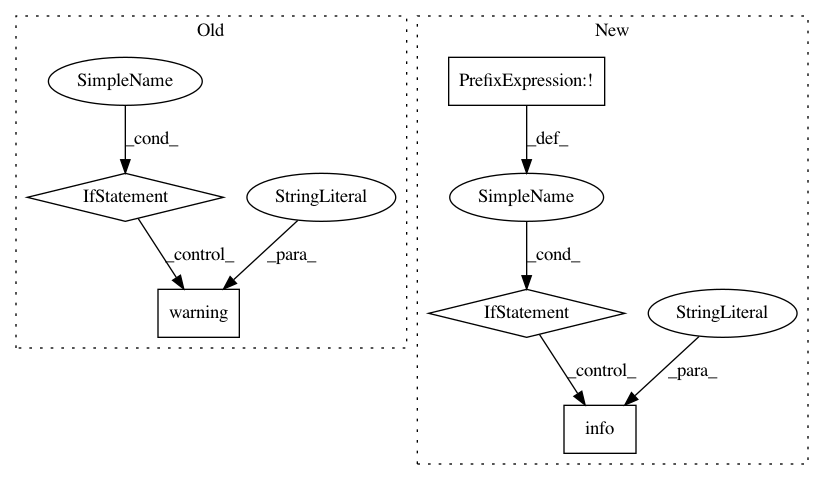 Old
New
SimpleName
PrefixExpression:!
_cond_
_def_
IfStatement
StringLiteral
SimpleName
_control_
_para_
_cond_
warning
IfStatement
StringLiteral
_control_
_para_
info